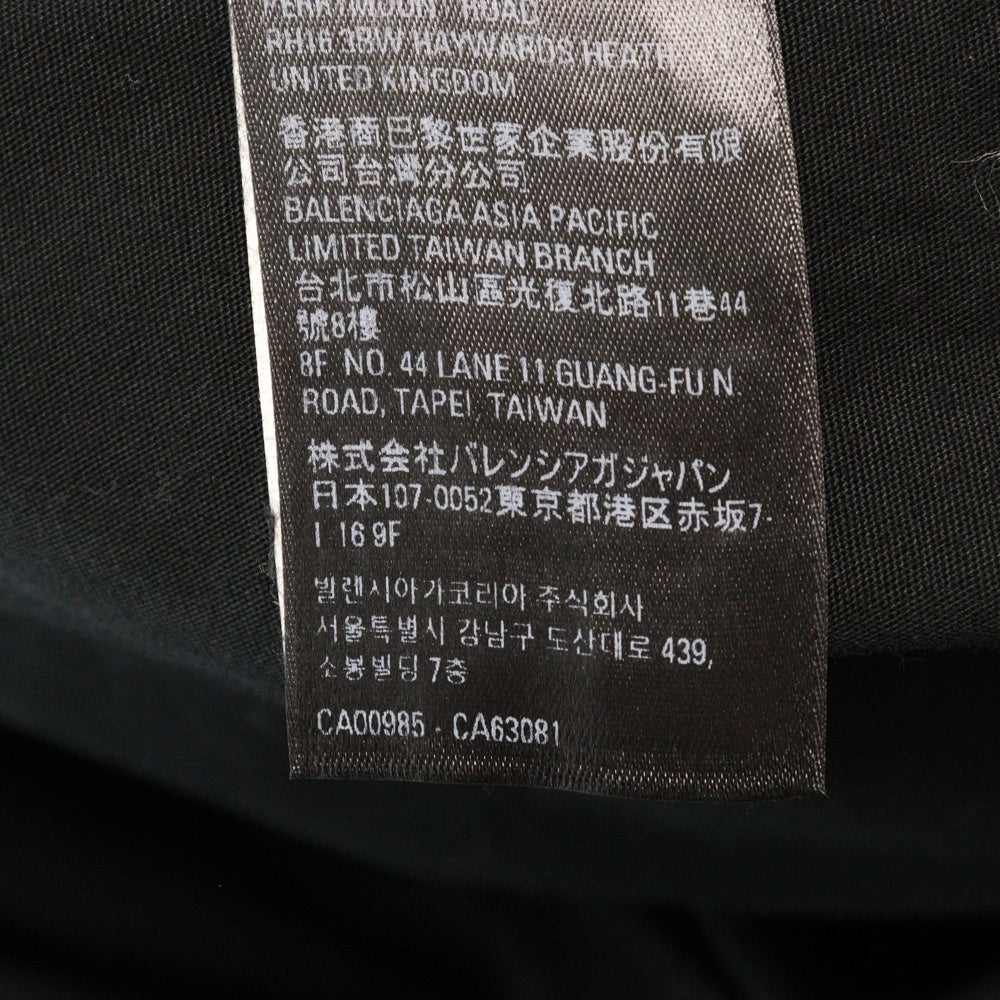 PERRYMOUNT ROAD
RH16 3BW HAYWARDS HEATH
UNITED KINGDOM
香港商巴黎世家企業股份有限
公司台灣分公司
BALENCIAGA ASIA PACIFIC
LIMITED TAIWAN BRANCH
台北市松山區光復北路11巷44
號8樓
8F NO. 44 LANE 11 GUANG-FU N
ROAD, TAPEI, TAIWAN
株式会社バレンシアガジャパン
日本107-0052東京都港区赤坂7-
1 16 9F
발렌시아가코리아 주식회사
서울특별시 강남구 도산대로 439,
소봉빌딩 7층
CA00985 - CA63081